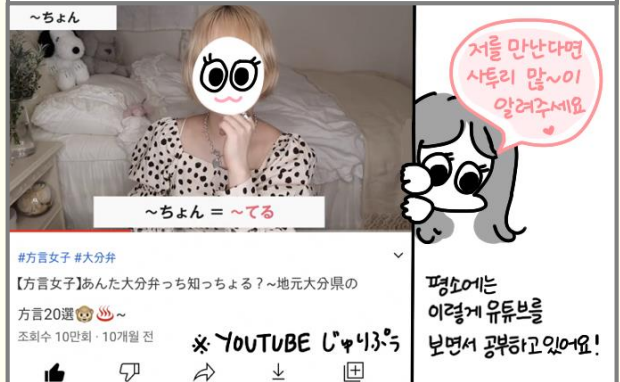 ~ちょん
~ちょん = ~てる
#方言女子 #大分弁
【方言女子】あんた大分弁っち知っちょる？~地元大分県の
方言20選🐵♨️~
조회수 10만회 · 10개월 전
※ YOUTUBE じゅりぷぅ
저를 만난다면
사투리 많~이
알려주세요
♥
평소에는
이렇게 유튜브를
보면서 공부하고 있어요!